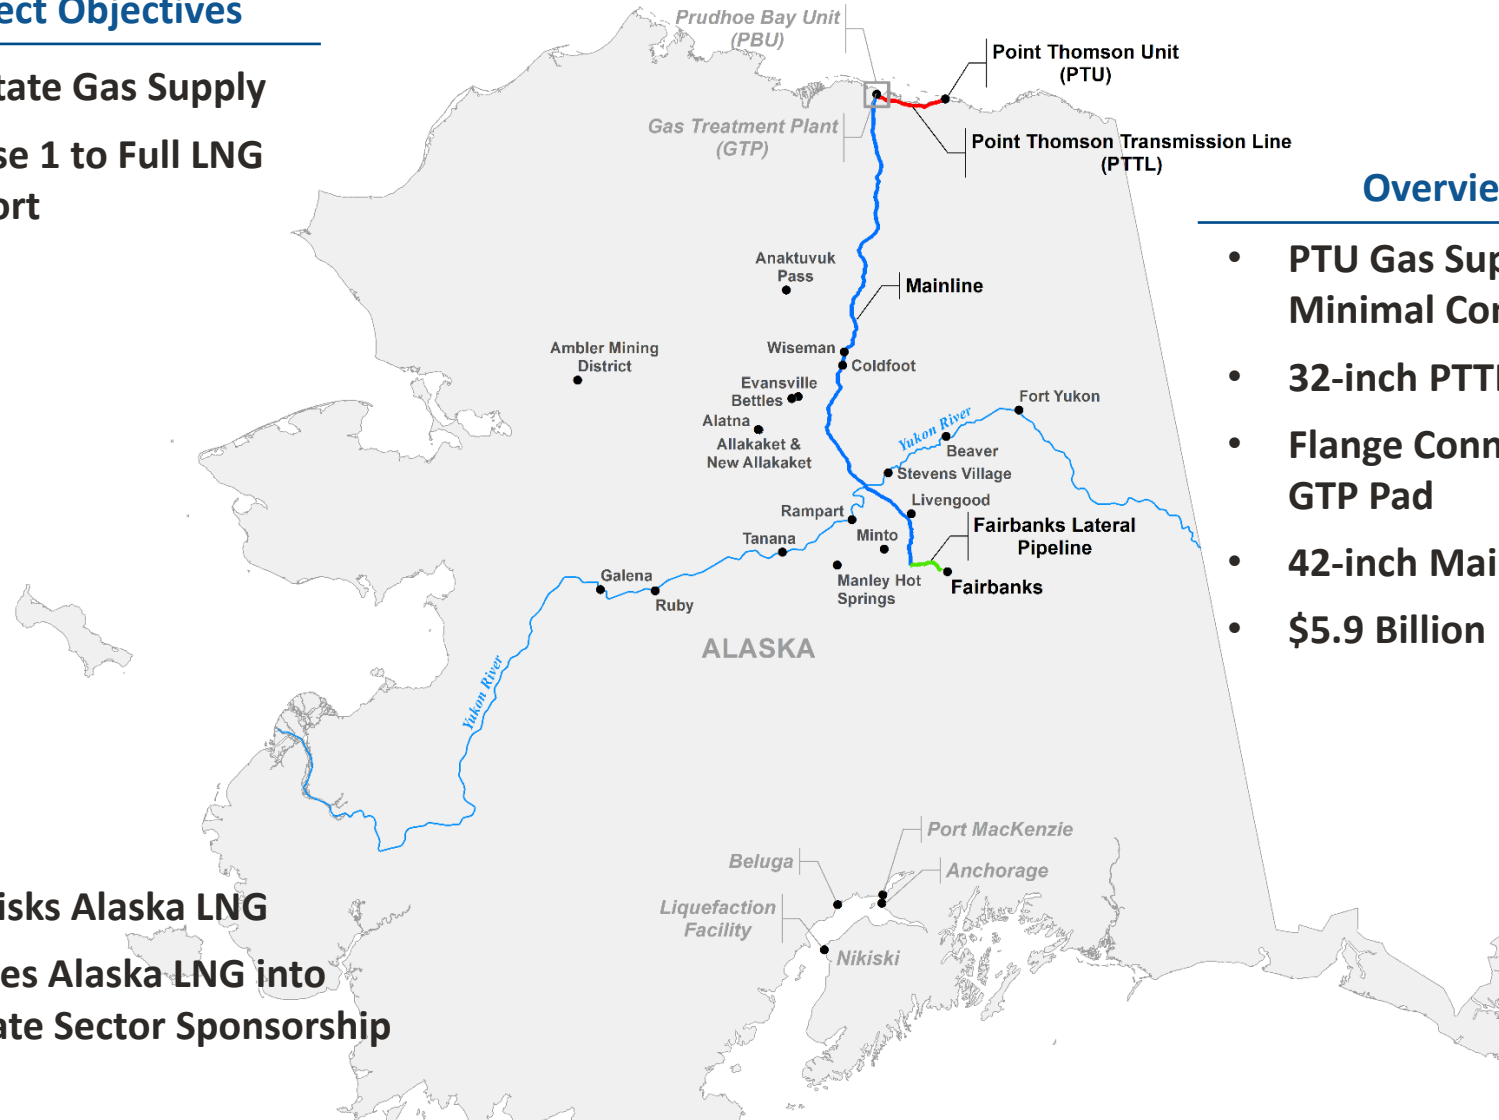 ect Objectives
tate Gas Supply
se 1 to Full LNG
ort
isks Alaska LNG
es Alaska LNG into
ate Sector Sponsorship
Prudhoe Bay Unit
(PBU)
Point Thomson Unit
(PTU)
Gas Treatment Plant
(GTP)
Point Thomson Transmission Line
(PTTL)
Anaktuvuk
Pass
Mainline
Ambler Mining
District
Wiseman
Coldfoot
Evansville
Bettles
Alatna
Allakaket &
New Allakaket
Fort Yukon
Yukon River
Beaver
Stevens Village
Livengood
Rampart
Fairbanks Lateral
Pipeline
Minto
Tanana
Manley Hot
Springs
Fairbanks
Galena
Ruby
ALASKA
Yukon River
Port MacKenzie
Beluga
Anchorage
Liquefaction
Facility
Nikiski
Overvie
• PTU Gas Sup
Minimal Cor
• 32-inch PTTL
• Flange Conn
GTP Pad
• 42-inch Mai
• $5.9 Billion